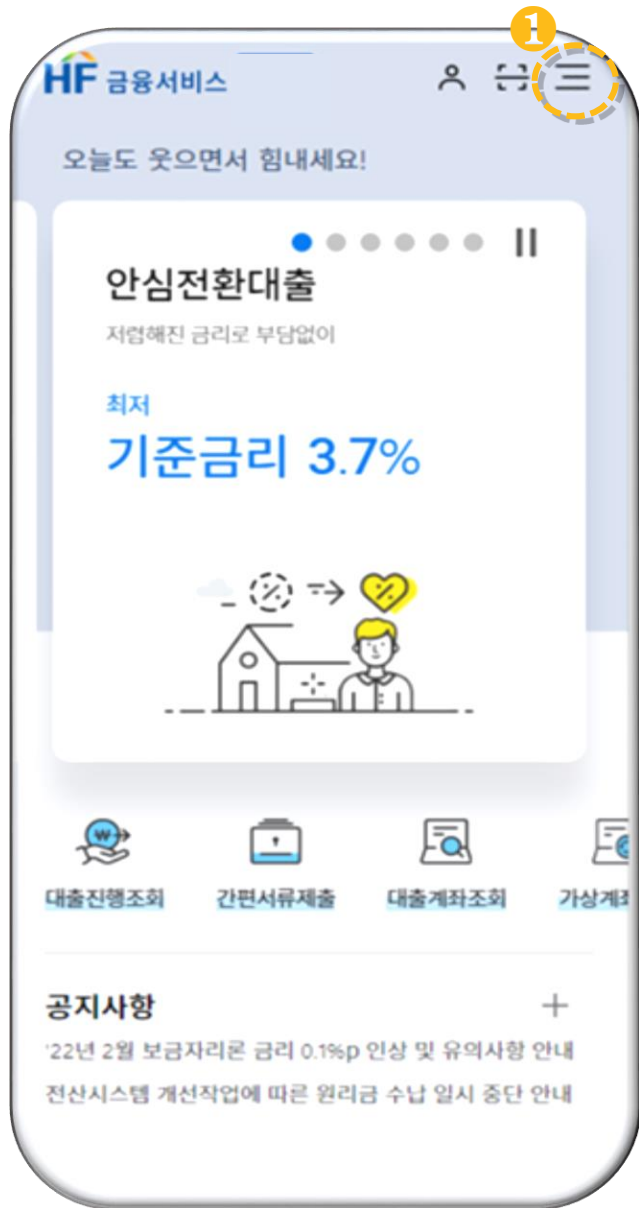 1
HF 금융서비스
오늘도 웃으면서 힘내세요!
안심전환대출
저렴해진 금리로 부담없이
최저
기준금리 3.7%
대출진행조회 간편서류제출 대출계좌조회 가상계좌
공지사항
'22년 2월 보금자리론 금리 0.1%p 인상 및 유의사항 안내
전산시스템 개선작업에 따른 원리금 수납 일시 중단 안내